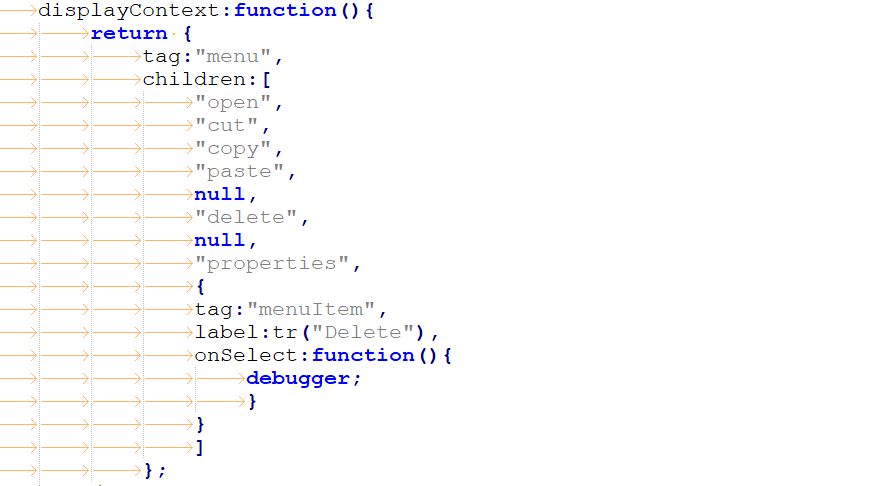 displayContext:function(){
return {
tag:"menu",
children:[
"open",
"cut",
"copy",
"paste",
null,
"delete",
null,
"properties",
{
tag:"menuItem",
label:tr("Delete"),
onSelect:function(){
debugger;
}
}
]
};